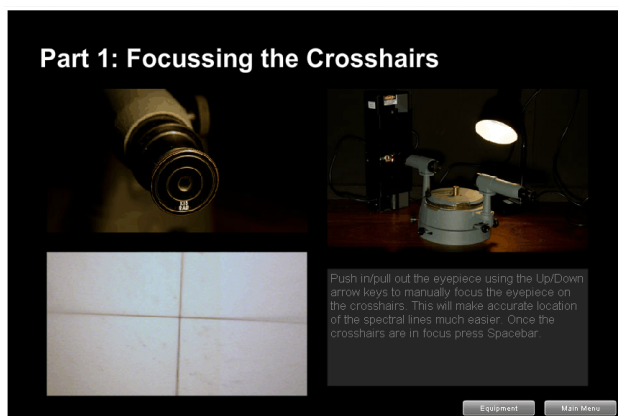 Part 1: Focussing the Crosshairs
Push in/pull out the eyepiece using the Up/Down
arrow keys to manually focus the eyepiece on
the crosshairs. This will make accurate location
of the spectral lines much easier. Once the
crosshairs are in focus press Spacebar.
Equipment
Main Menu